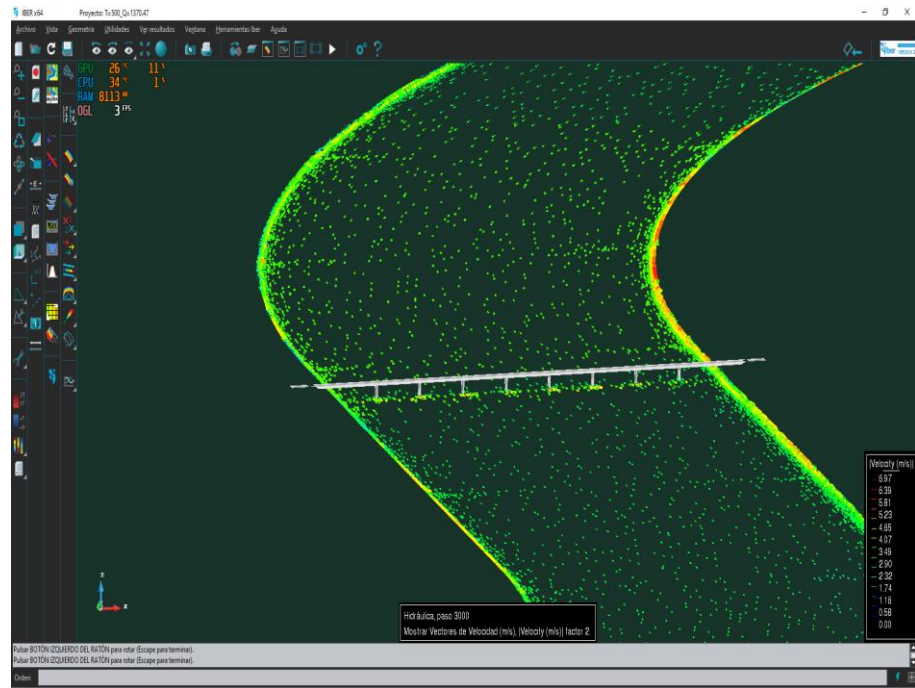 IBER x64 Proyecto: Tx500_Qx1370.47
Archivo Vista Geometría Utilidades Ver resultados Ventana Herramientas Iber Ayuda
GPU 26 °C 11 %
CPU 34 °C 1 %
RAM 8113 MB
OGL 3 FPS
|Velocity (m/s)|
6.97
6.39
5.81
5.23
4.65
4.07
3.49
2.90
2.32
1.74
1.16
0.58
0.00
z
x
Hidráulica, paso 3000
Mostrar Vectores de Velocidad (m/s), |Velocity (m/s)| factor 2.
Pulsar BOTÓN IZQUIERDO DEL RATÓN para rotar (Escape para terminar).
Pulsar BOTÓN IZQUIERDO DEL RATÓN para rotar (Escape para terminar).
Orden: